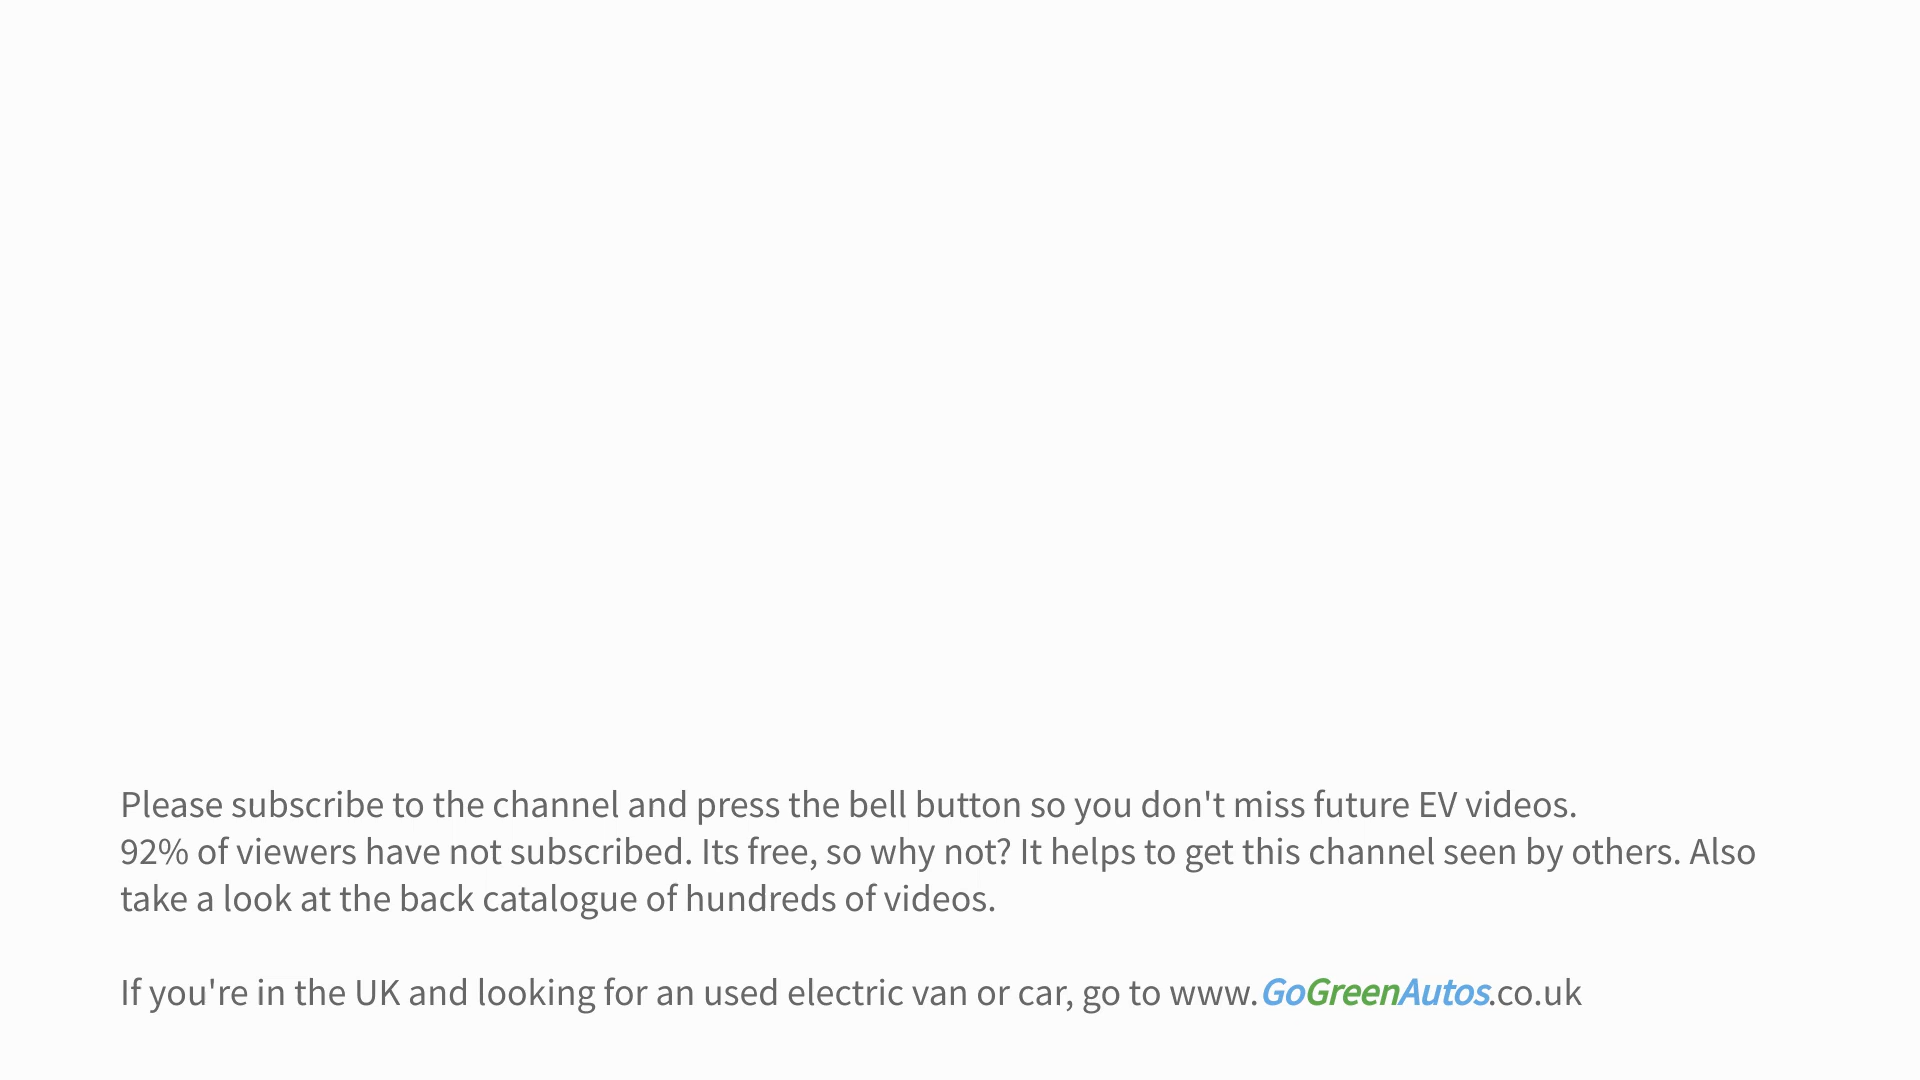 Please subscribe to the channel and press the bell button so you don't miss future EV videos.
92% of viewers have not subscribed. Its free, so why not? It helps to get this channel seen by others. Also
take a look at the back catalogue of hundreds of videos.
If you're in the UK and looking for an used electric van or car, go to www.GoGreenAutos.co.uk